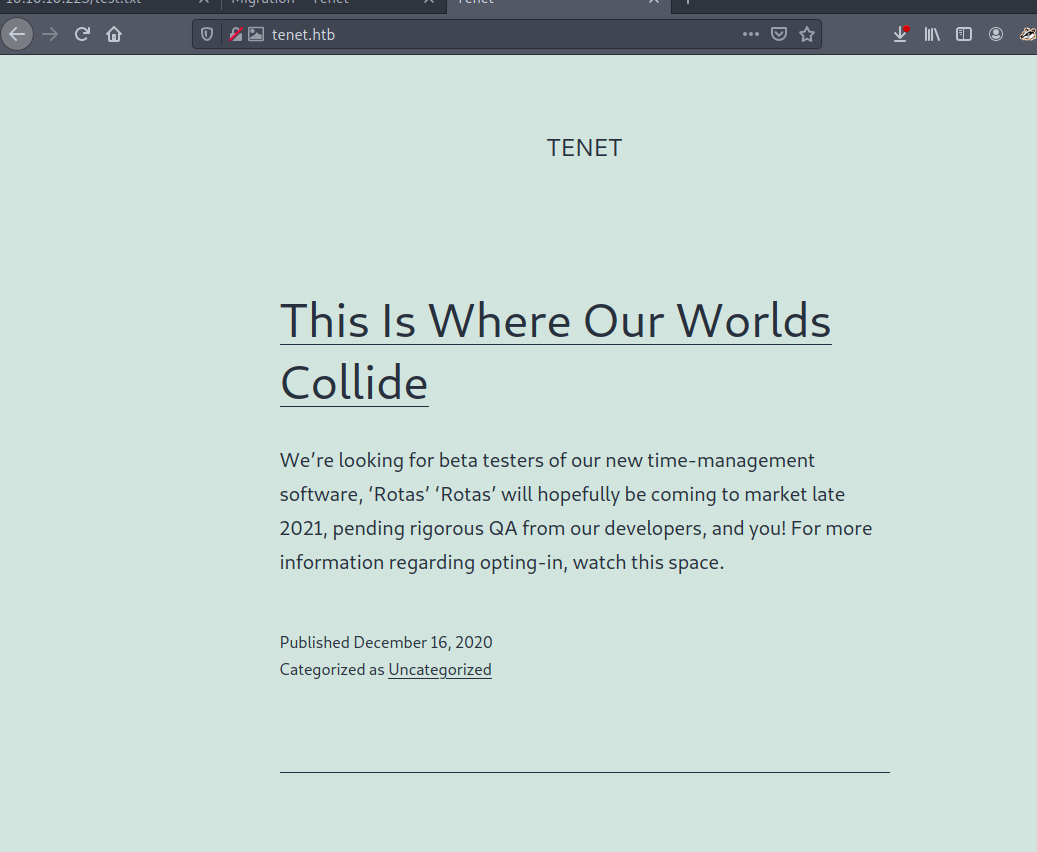 10.10.10.223/test.txt
Migration – Tenet
Tenet
tenet.htb
TENET
This Is Where Our Worlds
Collide
We’re looking for beta testers of our new time-management
software, ‘Rotas’ ‘Rotas’ will hopefully be coming to market late
2021, pending rigorous QA from our developers, and you! For more
information regarding opting-in, watch this space.
Published December 16, 2020
Categorized as Uncategorized